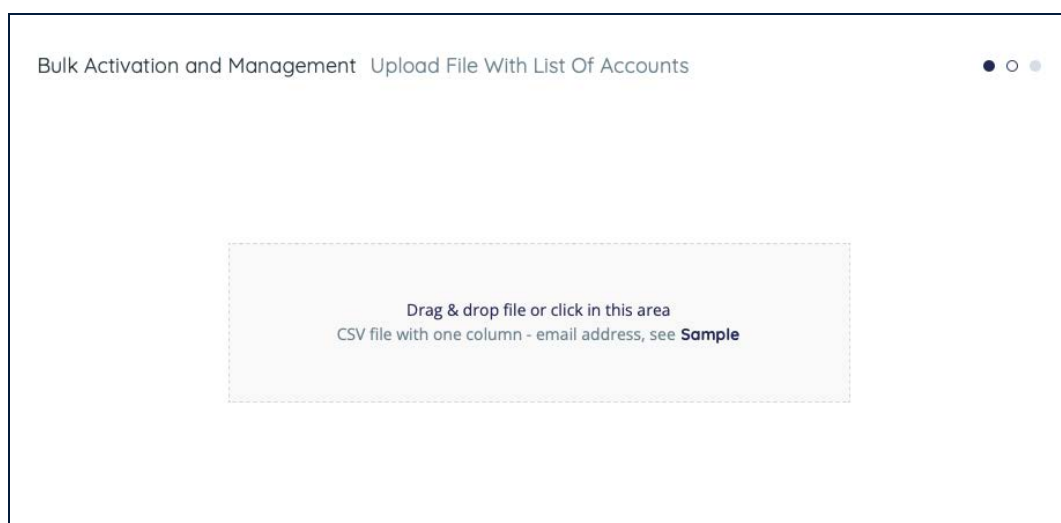 Bulk Activation and Management Upload File With List Of Accounts
Drag & drop file or click in this area
CSV file with one column - email address, see Sample